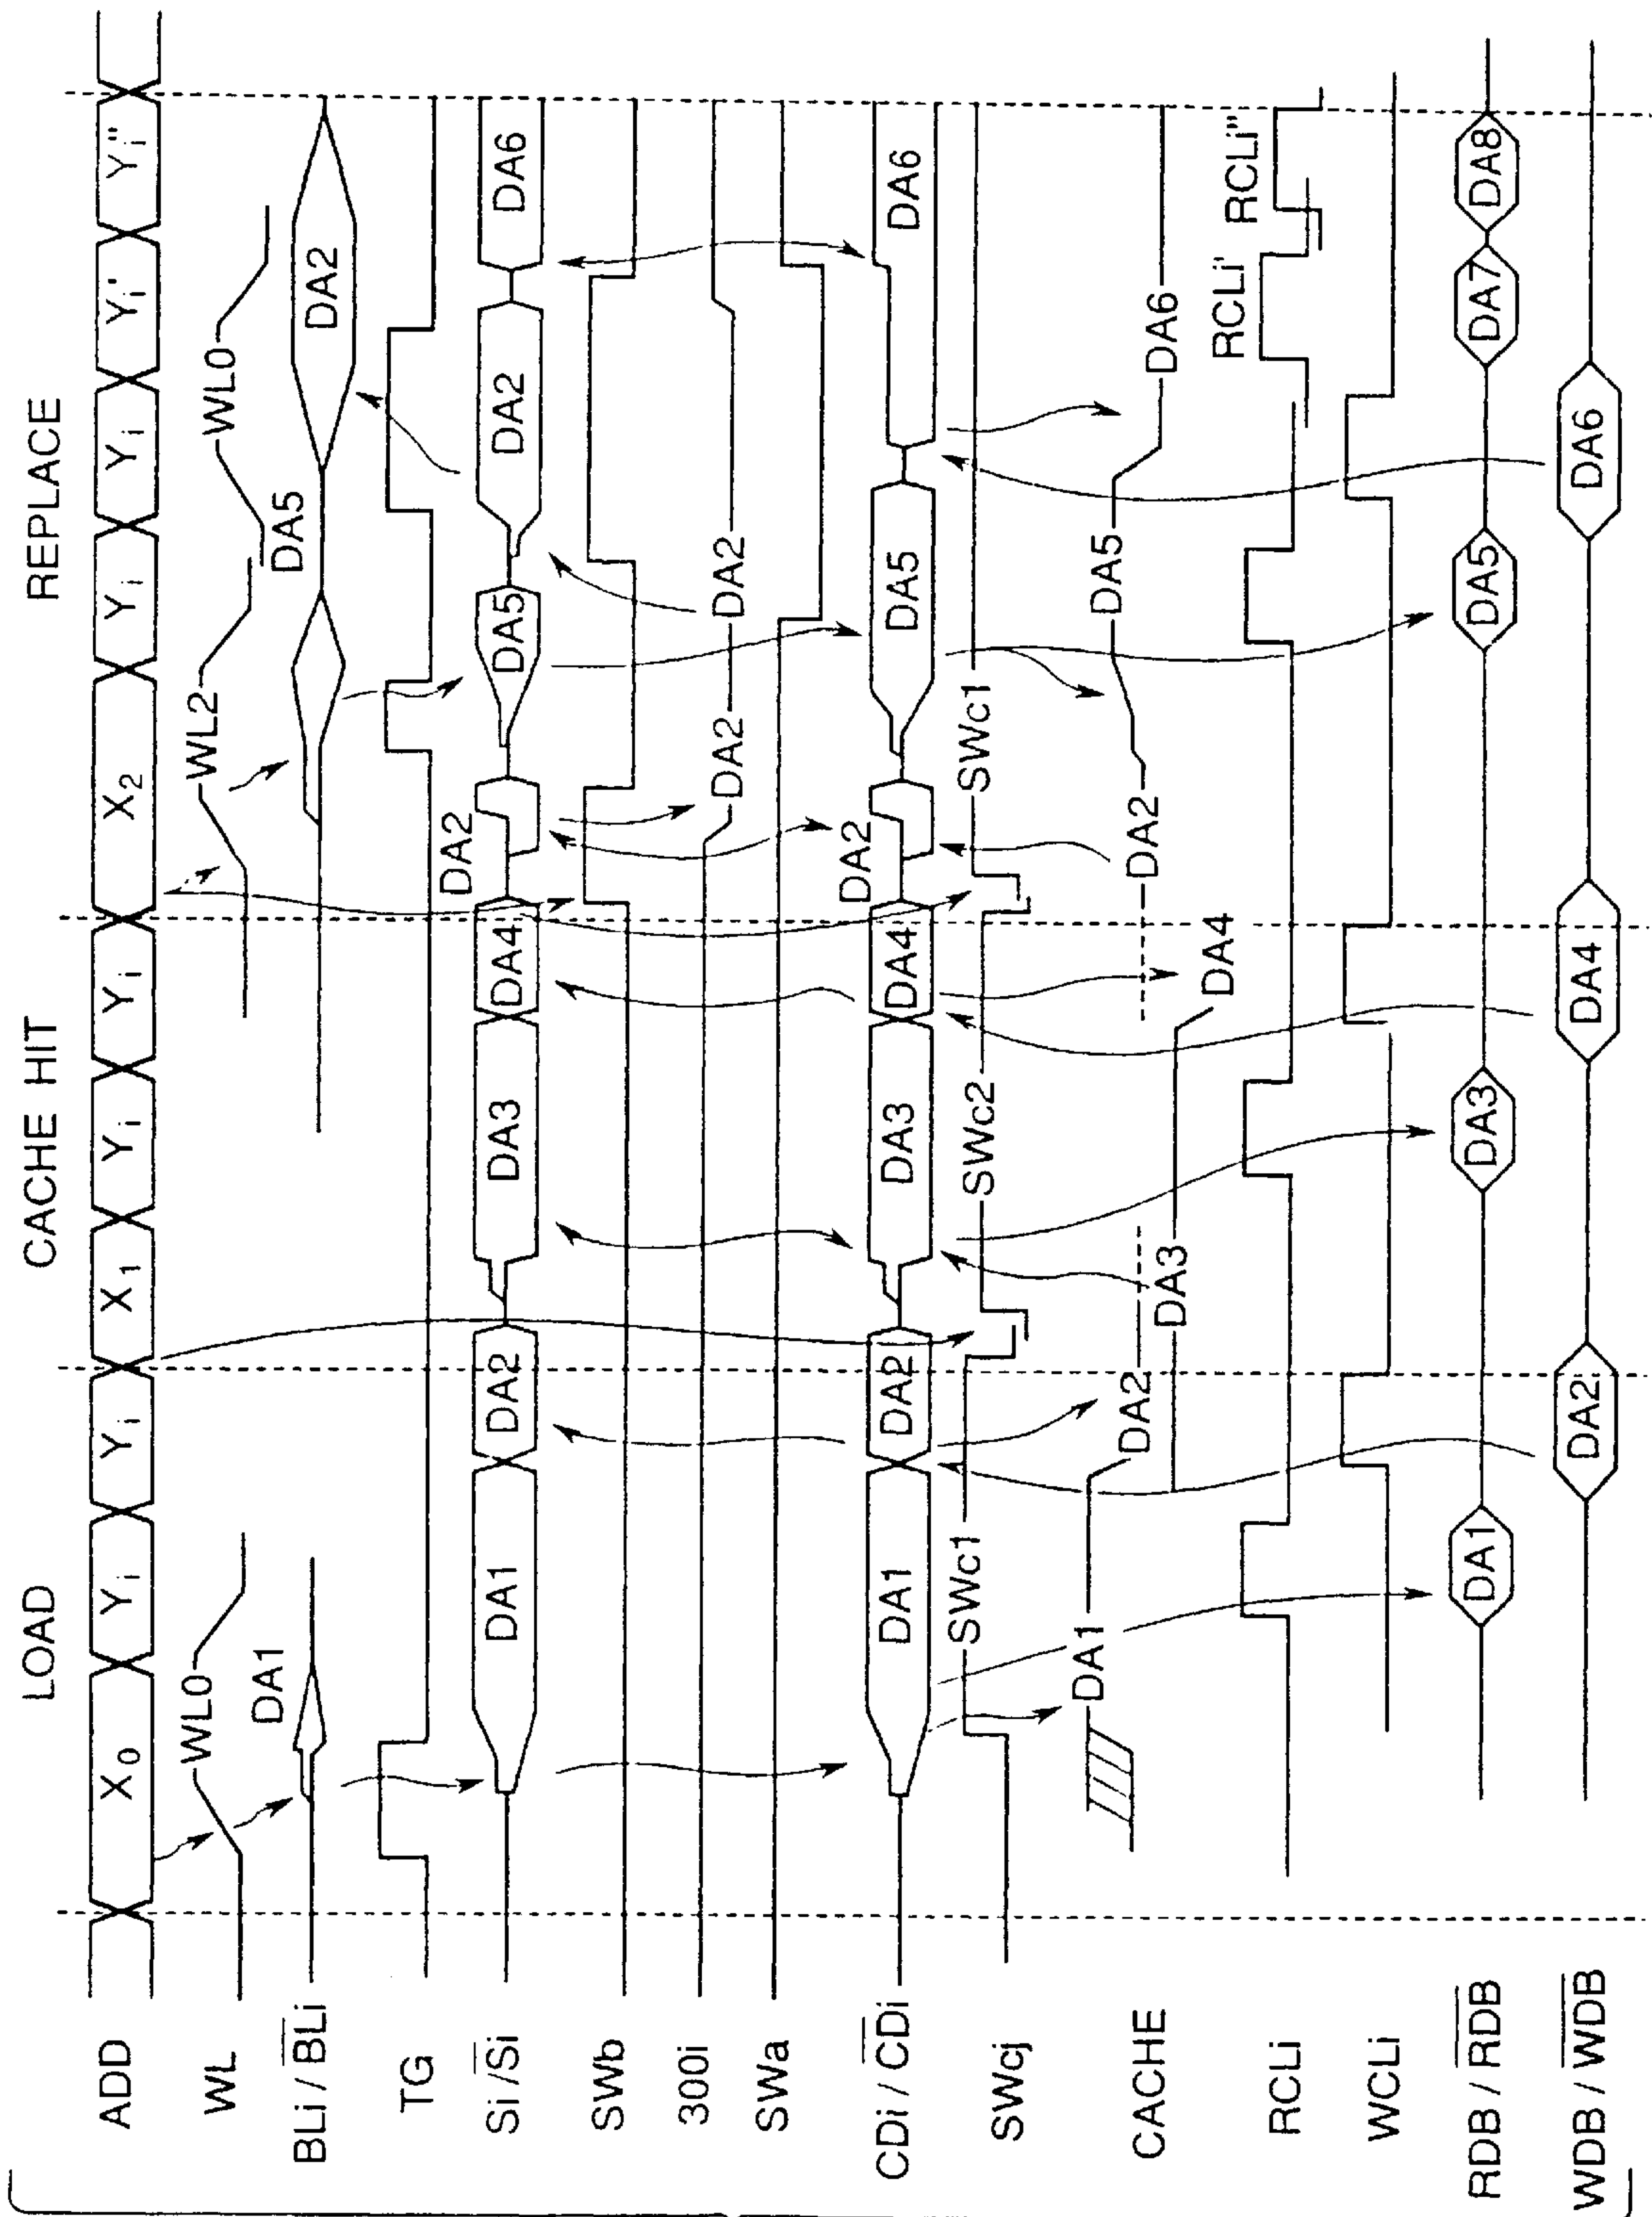 LOAD CACHE HIT REPLACE
ADD X0 Yi Yi X1 Yi Yi X2 Yi Yi Yi' Yi"
WL WL0 WL2 WL0
BLi / BLi DA1 DA5 DA2
TG
Si / Si DA1 DA2 DA3 DA4 DA2 DA5 DA2 DA6
SWb
300i DA2 DA2
SWa
CDi / CDi DA1 DA2 DA3 DA4 DA2 DA5 DA6
SWcj SWc1 SWc2 SWc1
CACHE DA1 DA2 DA3 DA4 DA2 DA5 DA6
RCLi RCLi' RCLi"
WCLi
RDB / RDB DA1 DA3 DA5 DA7 DA8
WDB / WDB DA2 DA4 DA6